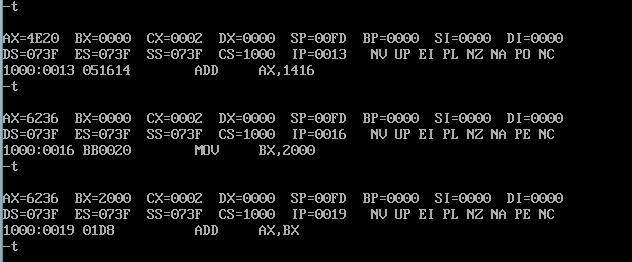 -t
AX=4E20 BX=0000 CX=0002 DX=0000 SP=00FD BP=0000 SI=0000 DI=0000
DS=073F ES=073F SS=073F CS=1000 IP=0013 NV UP EI PL NZ NA PO NC
1000:0013 051614 ADD AX,1416
-t
AX=6236 BX=0000 CX=0002 DX=0000 SP=00FD BP=0000 SI=0000 DI=0000
DS=073F ES=073F SS=073F CS=1000 IP=0016 NV UP EI PL NZ NA PE NC
1000:0016 BB0020 MOV BX,2000
-t
AX=6236 BX=2000 CX=0002 DX=0000 SP=00FD BP=0000 SI=0000 DI=0000
DS=073F ES=073F SS=073F CS=1000 IP=0019 NV UP EI PL NZ NA PE NC
1000:0019 01D8 ADD AX,BX
-t